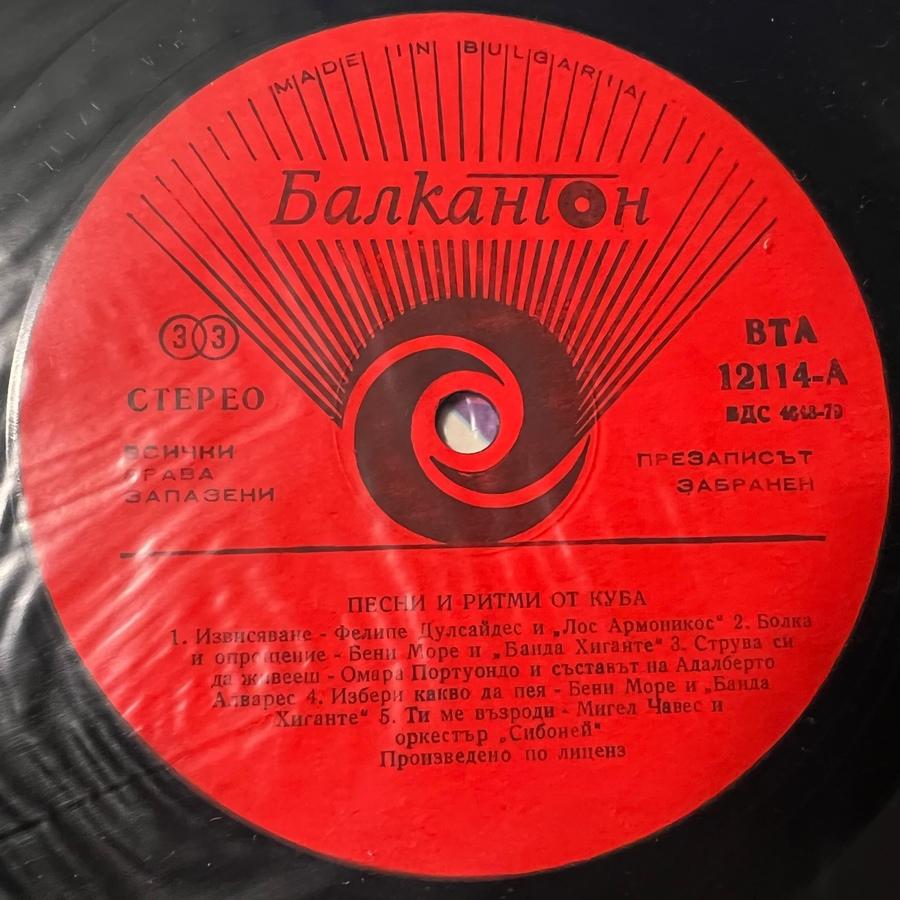 MADE IN BULGARIA
Балкантон
33
СТЕРЕО
ВСИЧКИ
ПРАВА
ЗАПАЗЕНИ
ВТА
12114-А
БДС
ПРЕЗАПИСЪТ
ЗАБРАНЕН
ПЕСНИ И РИТМИ ОТ КУБА
1. Извисяване - Фелипе Дулсайдес и „Лос Армоникос" 2. Болка
и опрощение - Бени Море и „Банда Хиганте" 3. Струва си
да живееш - Омара Портуондо и съставът на Адалберто
Алварес 4. Избери какво да пея - Бени Море и „Банда
Хиганте" 5. Ти ме възроди - Мигел Чавес и
оркестър „Сибоней"
Произведено по лиценз